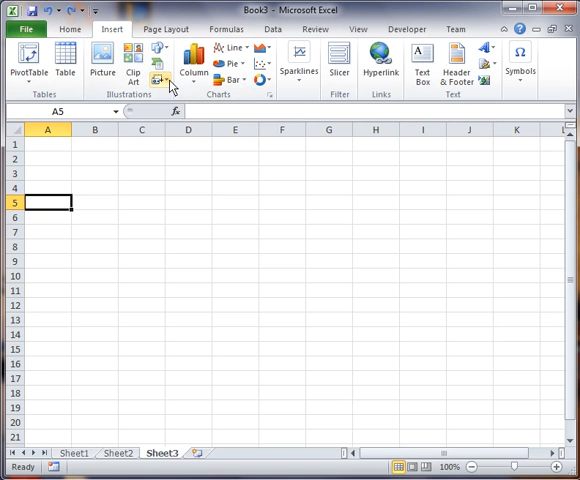 Book3 - Microsoft Excel
File Home Insert Page Layout Formulas Data Review View Developer Team
PivotTable Table Picture Clip Art Column Line Pie Bar Sparklines Slicer Hyperlink Text Box Header & Footer Symbols
Tables Illustrations Charts Filter Links Text
A5 fx
A B C D E F G H I J K L
1
2
3
4
5
6
7
8
9
10
11
12
13
14
15
16
17
18
19
20
21
Sheet1 Sheet2 Sheet3
Ready 100%